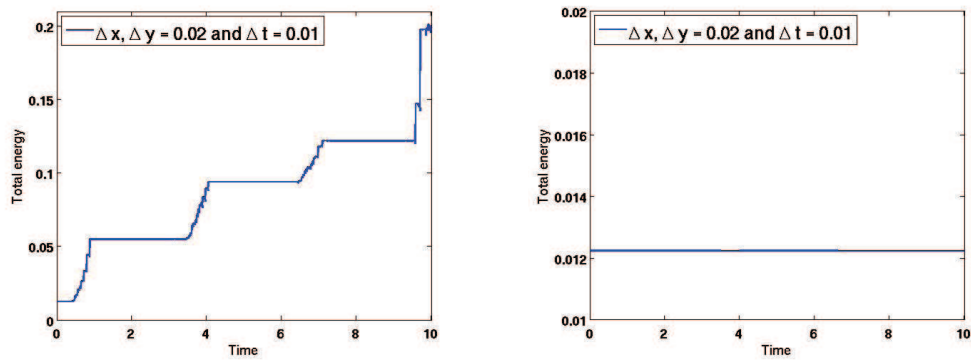 Δ x, Δ y = 0.02 and Δ t = 0.01
0.2
0.15
0.1
0.05
0
Total energy
0 2 4 6 8 10
Time
Δ x, Δ y = 0.02 and Δ t = 0.01
0.02
0.018
0.016
0.014
0.012
0.01
Total energy
0 2 4 6 8 10
Time